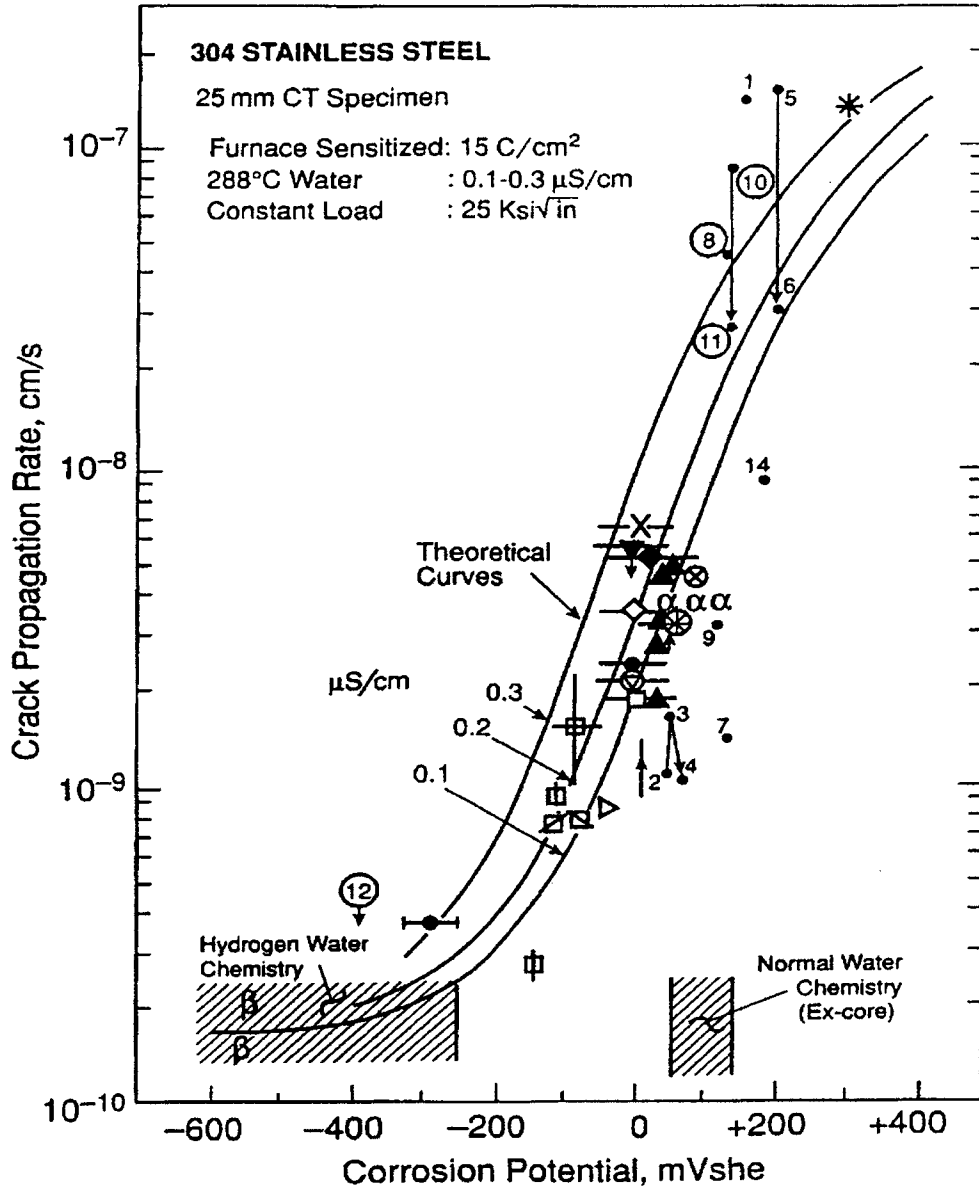 304 STAINLESS STEEL
25 mm CT Specimen
Furnace Sensitized: 15 C/cm²
288°C Water : 0.1-0.3 μS/cm
Constant Load : 25 Ksi√in
1
5
10
8
6
11
14
Theoretical
Curves
α α α
9
μS/cm
0.3
0.2
0.1
3
7
2
4
12
Hydrogen Water
Chemistry
β
β
Normal Water
Chemistry
(Ex-core)
Crack Propagation Rate, cm/s
10⁻⁷
10⁻⁸
10⁻⁹
10⁻¹⁰
−600 −400 −200 0 +200 +400
Corrosion Potential, mVshe